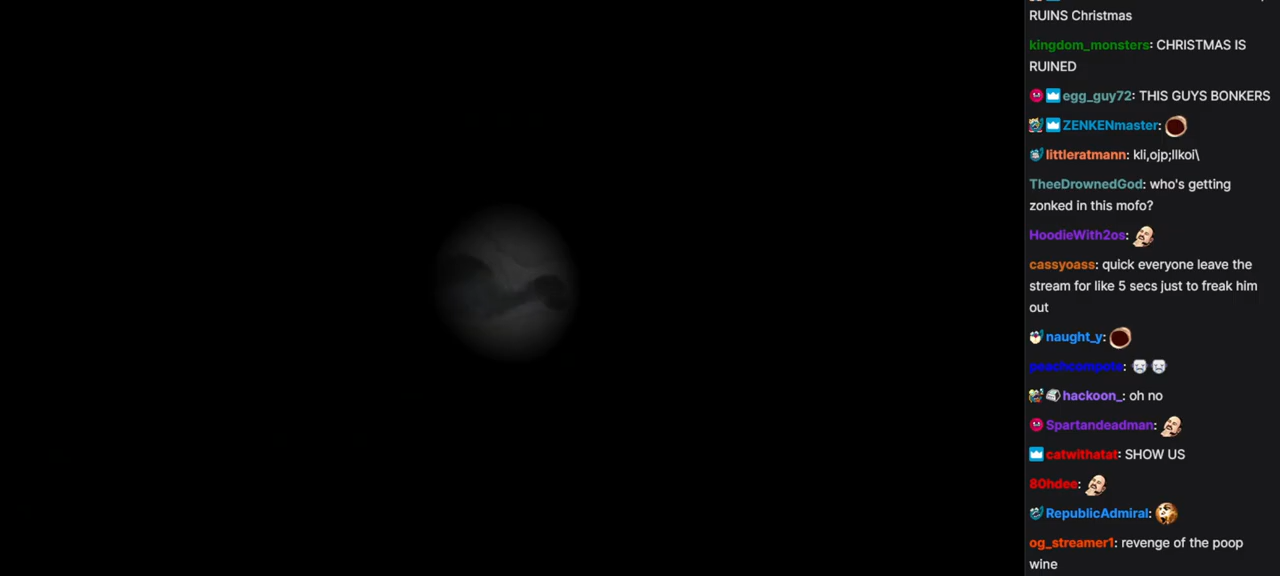 RUINS Christmas
kingdom_monsters: CHRISTMAS IS
RUINED
egg_guy72: THIS GUYS BONKERS
ZENKENmaster:
littleratmann: kli,ojp;llkoi\
TheeDrownedGod: who's getting
zonked in this mofo?
HoodieWith2os:
cassyoass: quick everyone leave the
stream for like 5 secs just to freak him
out
naught_y:
peachcompote:
hackoon_: oh no
Spartandeadman:
catwithatat: SHOW US
80hdee:
RepublicAdmiral:
og_streamer1: revenge of the poop
wine